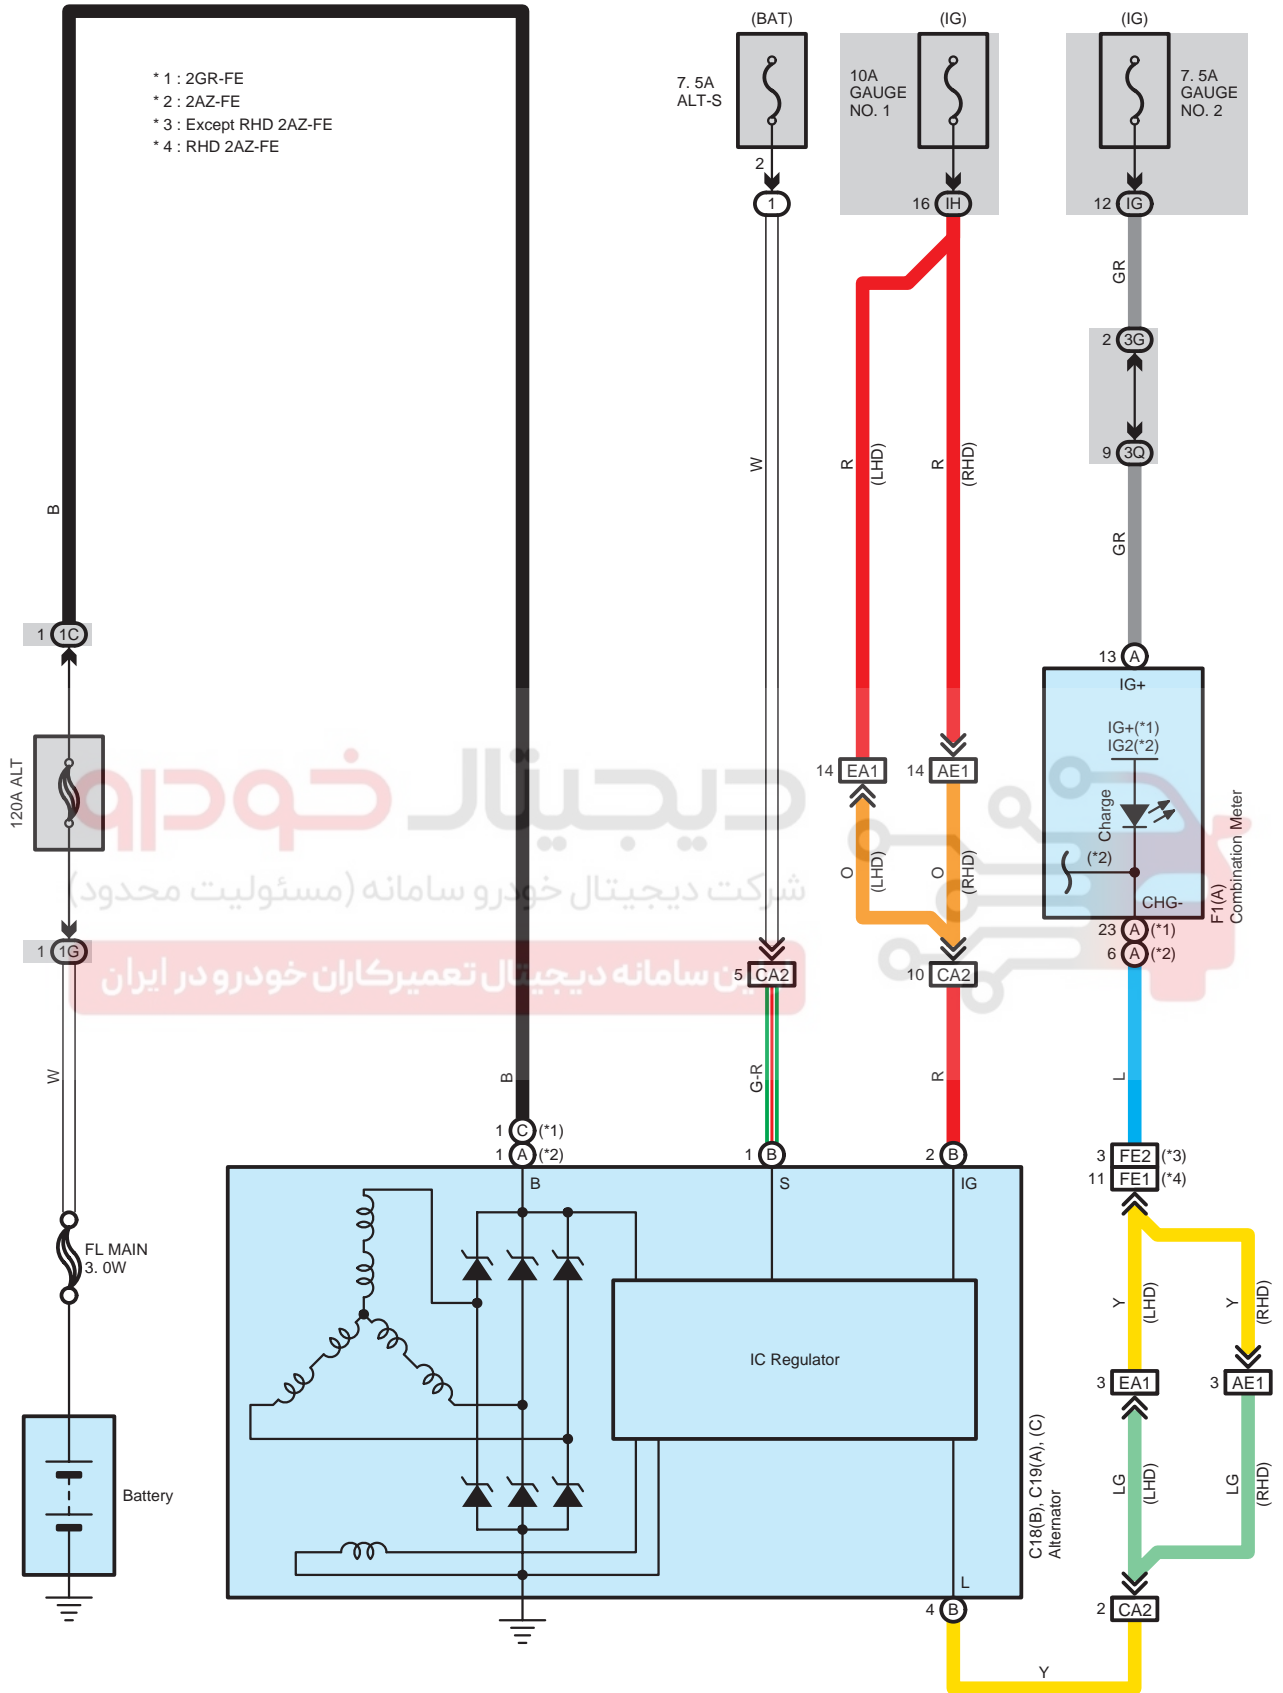 (BAT)
(IG)
(IG)
* 1 : 2GR-FE
* 2 : 2AZ-FE
* 3 : Except RHD 2AZ-FE
* 4 : RHD 2AZ-FE
7. 5A
ALT-S
10A
GAUGE
NO. 1
7. 5A
GAUGE
NO. 2
2
1
16 IH
12 IG
GR
2 3G
9 3Q
W
R
(LHD)
R
(RHD)
B
GR
1 1C
13 A
IG+
IG+(*1)
IG2(*2)
Charge
(*2)
CHG-
F1(A)
Combination Meter
120A ALT
14 EA1
14 AE1
O
(LHD)
O
(RHD)
دیجیتال خودرو
شرکت دیجیتال خودرو سامانه (مسئولیت محدود)
سامانه دیجیتال تعمیرکاران خودرو در ایران
23 A (*1)
6 A (*2)
1 1G
5 CA2
10 CA2
W
B
G-R
R
L
1 C (*1)
1 A (*2)
1 B
2 B
3 FE2 (*3)
11 FE1 (*4)
B
S
IG
FL MAIN
3. 0W
Y
(LHD)
Y
(RHD)
IC Regulator
3 EA1
3 AE1
Battery
LG
(LHD)
LG
(RHD)
C18(B), C19(A), (C)
Alternator
L
4 B
2 CA2
Y